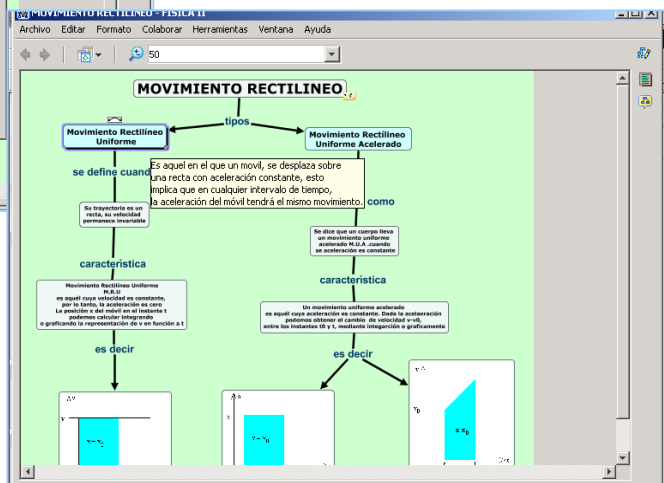 MOVIMIENTO RECTILINEO - FISICA II
Archivo Editar Formato Colaborar Herramientas Ventana Ayuda
50
MOVIMIENTO RECTILINEO
tipos
Movimiento Rectilíneo
Uniforme
Movimiento Rectílineo
Uniforme Acelerado
se define cuand
Es aquel en el que un movil, se desplaza sobre
una recta con aceleración constante, esto
implica que en cualquier intervalo de tiempo,
la aceleración del móvil tendrá el mismo movimiento.
como
Su trayectoria es un
recta, su velocidad
permanece invariable
Se dice que un cuerpo lleva
un movimiento uniforme
acelerado M.U.A .cuando
se aceleración es constante
caracteristica
caracteristica
Movimiento Rectilíneo Uniforme
M.R.U
es aquél cuya velocidad es constante,
por lo tanto, la aceleración es cero
La posición x del móvil en el instante t
podemos calcular integrando
o graficando la representación de v en función a t
Un movimiento uniforme acelerado
es aquél cuya aceleración es constante. Dada la acelaeración
podemos obtener el cambio de velocidad v-v0,
entre los instantes t0 y t, mediante integarción o graficamente
es decir
es decir
v
v